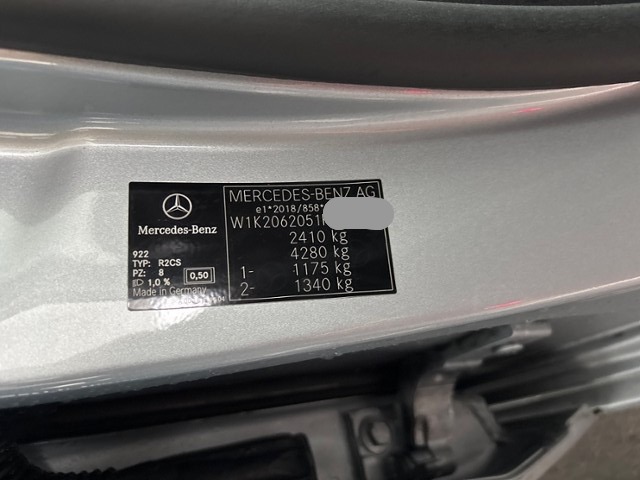 Mercedes-Benz
922
TYP: R2CS
PZ: 8
0,50
1,0 %
Made in Germany
MERCEDES-BENZ AG
e1*2018/858*
W1K2062051
2410 kg
4280 kg
1- 1175 kg
2- 1340 kg